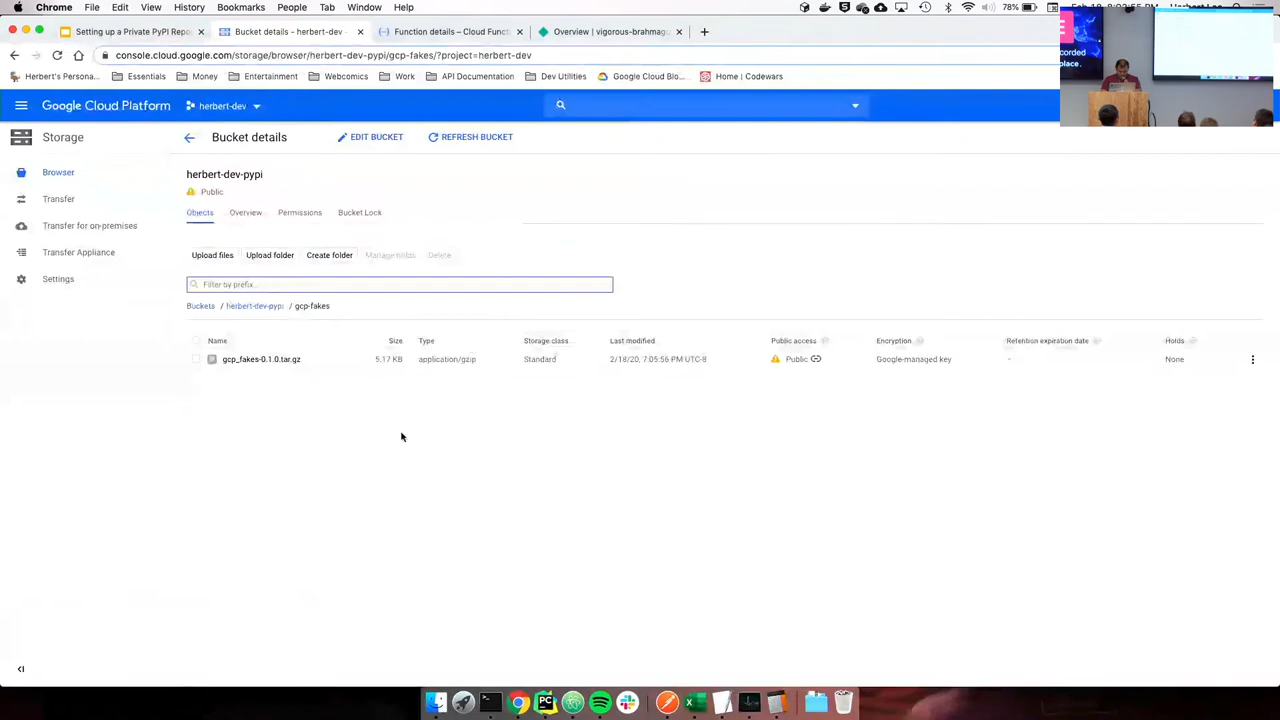 Chrome File Edit View History Bookmarks People Tab Window Help 78%
Setting up a Private PyPI Repo
Bucket details - herbert-dev
Function details – Cloud Funct
Overview | vigorous-brahmagu
console.cloud.google.com/storage/browser/herbert-dev-pypi/gcp-fakes/?project=herbert-dev
Herbert's Persona... Essentials Money Entertainment Webcomics Work API Documentation Dev Utilities Google Cloud Blo... Home | Codewars
corded
place.
Google Cloud Platform herbert-dev
Storage
Bucket details EDIT BUCKET REFRESH BUCKET
Browser
Transfer
Transfer for on-premises
Transfer Appliance
Settings
herbert-dev-pypi
Public
Objects Overview Permissions Bucket Lock
Upload files Upload folder Create folder Manage holds Delete
Filter by prefix...
Buckets / herbert-dev-pypi / gcp-fakes
Name Size Type Storage class Last modified Public access Encryption Retention expiration date Holds
gcp_fakes-0.1.0.tar.gz 5.17 KB application/gzip Standard 2/18/20, 7:05:56 PM UTC-8 Public Google-managed key - None